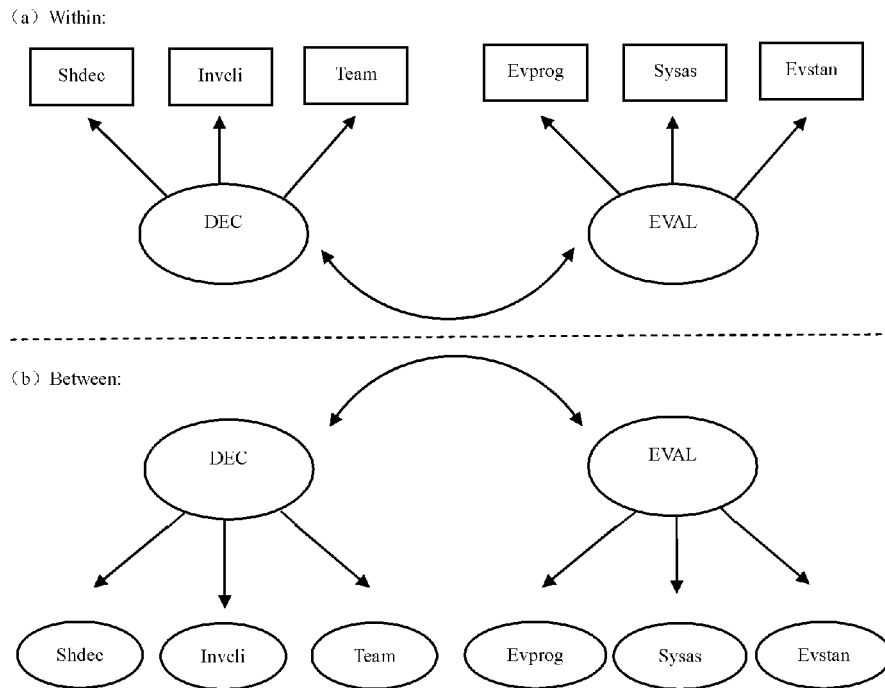 （a）Within:
Shdec Invcli Team Evprog Sysas Evstan
DEC EVAL
（b）Between:
DEC EVAL
Shdec Invcli Team Evprog Sysas Evstan